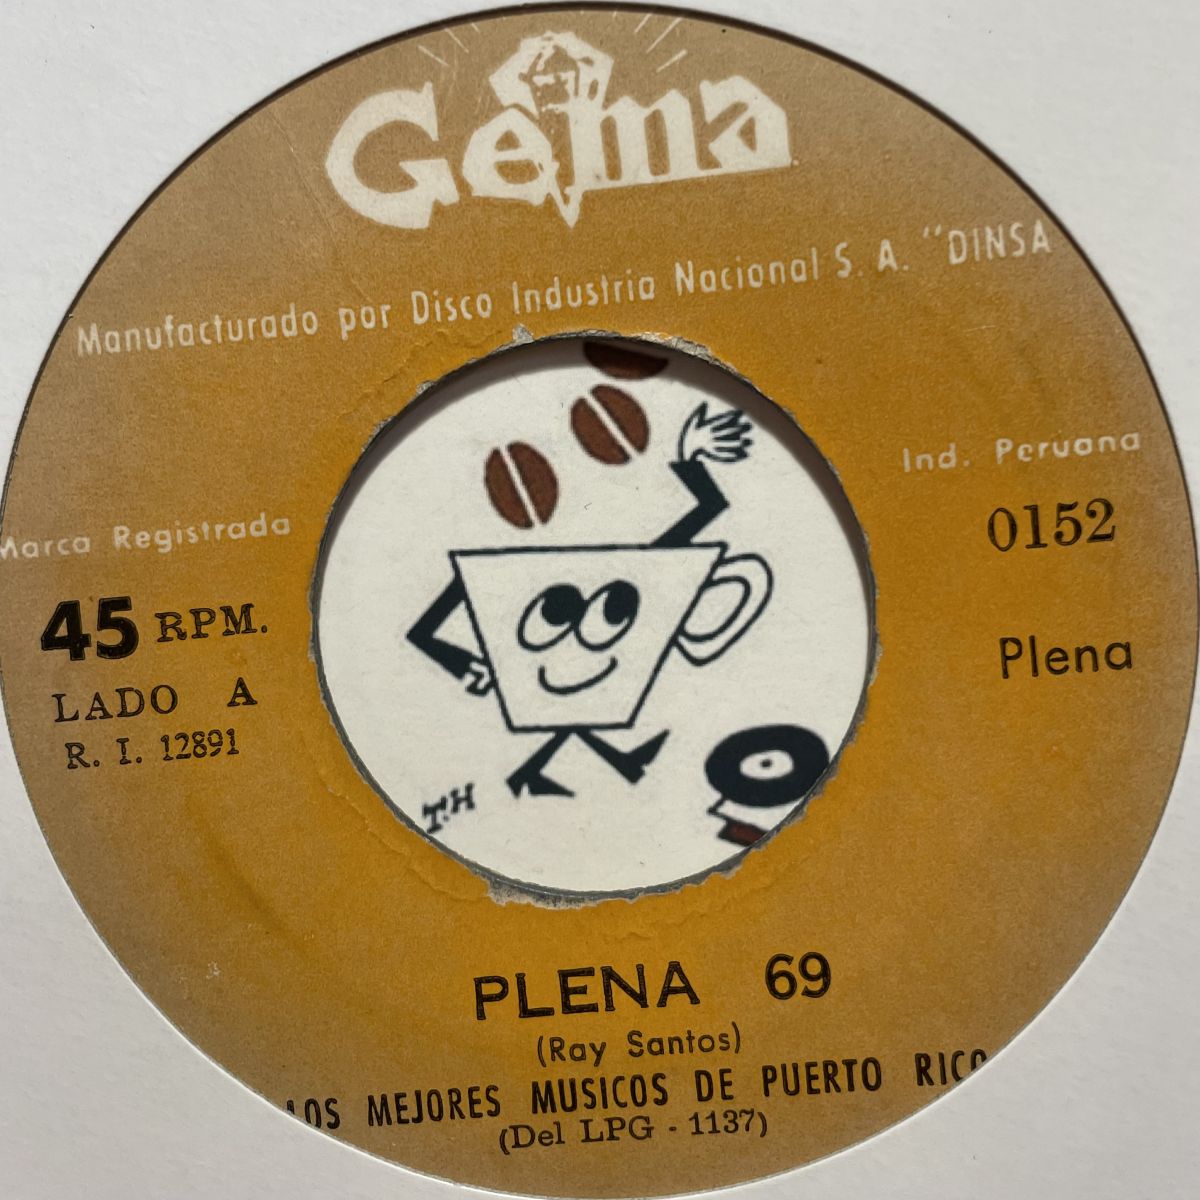 Gema
Manufacturado por Disco Industria Nacional S. A. "DINSA
Ind. Peruana
0152
Marca Registrada
45 RPM.
LADO A
R. I. 12891
Plena
T.H
PLENA 69
(Ray Santos)
LOS MEJORES MUSICOS DE PUERTO RICO
(Del LPG - 1137)